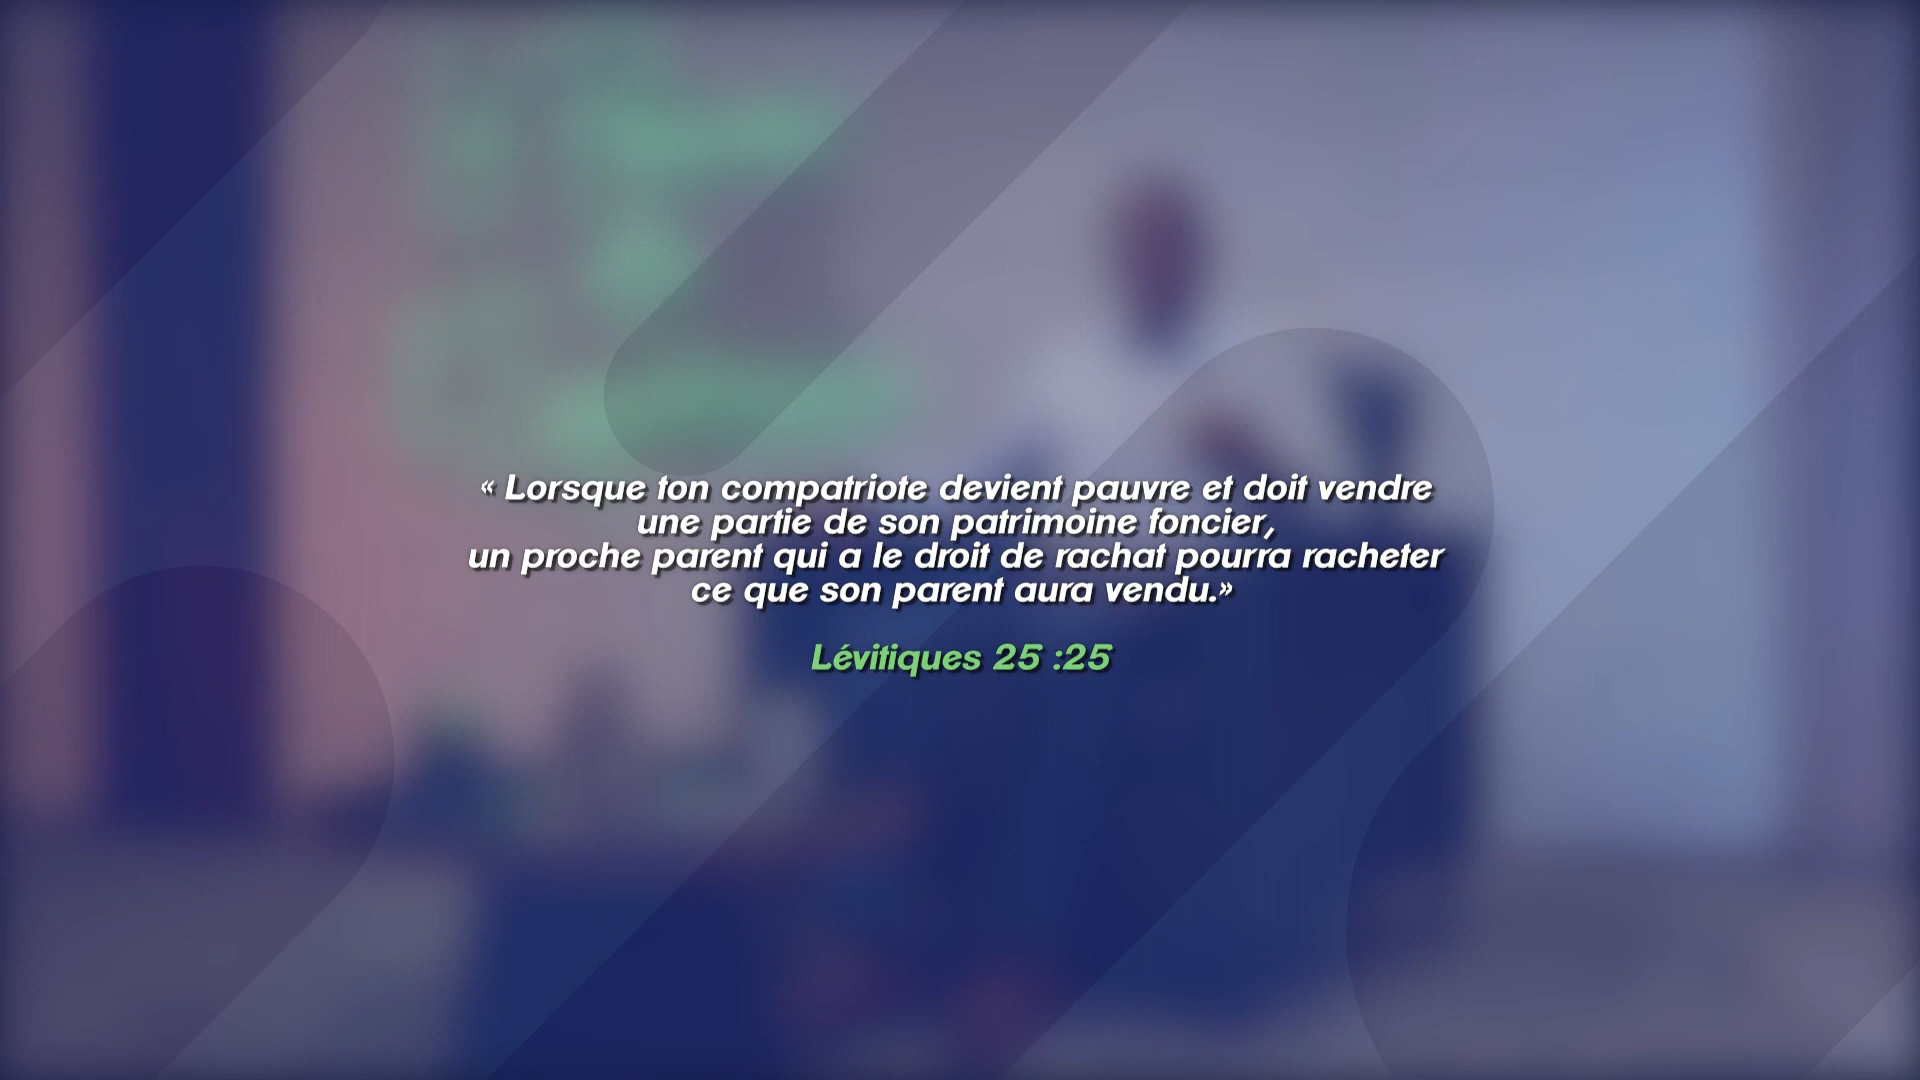 « Lorsque ton compatriote devient pauvre et doit vendre
une partie de son patrimoine foncier,
un proche parent qui a le droit de rachat pourra racheter
ce que son parent aura vendu.»
Lévitiques 25 :25